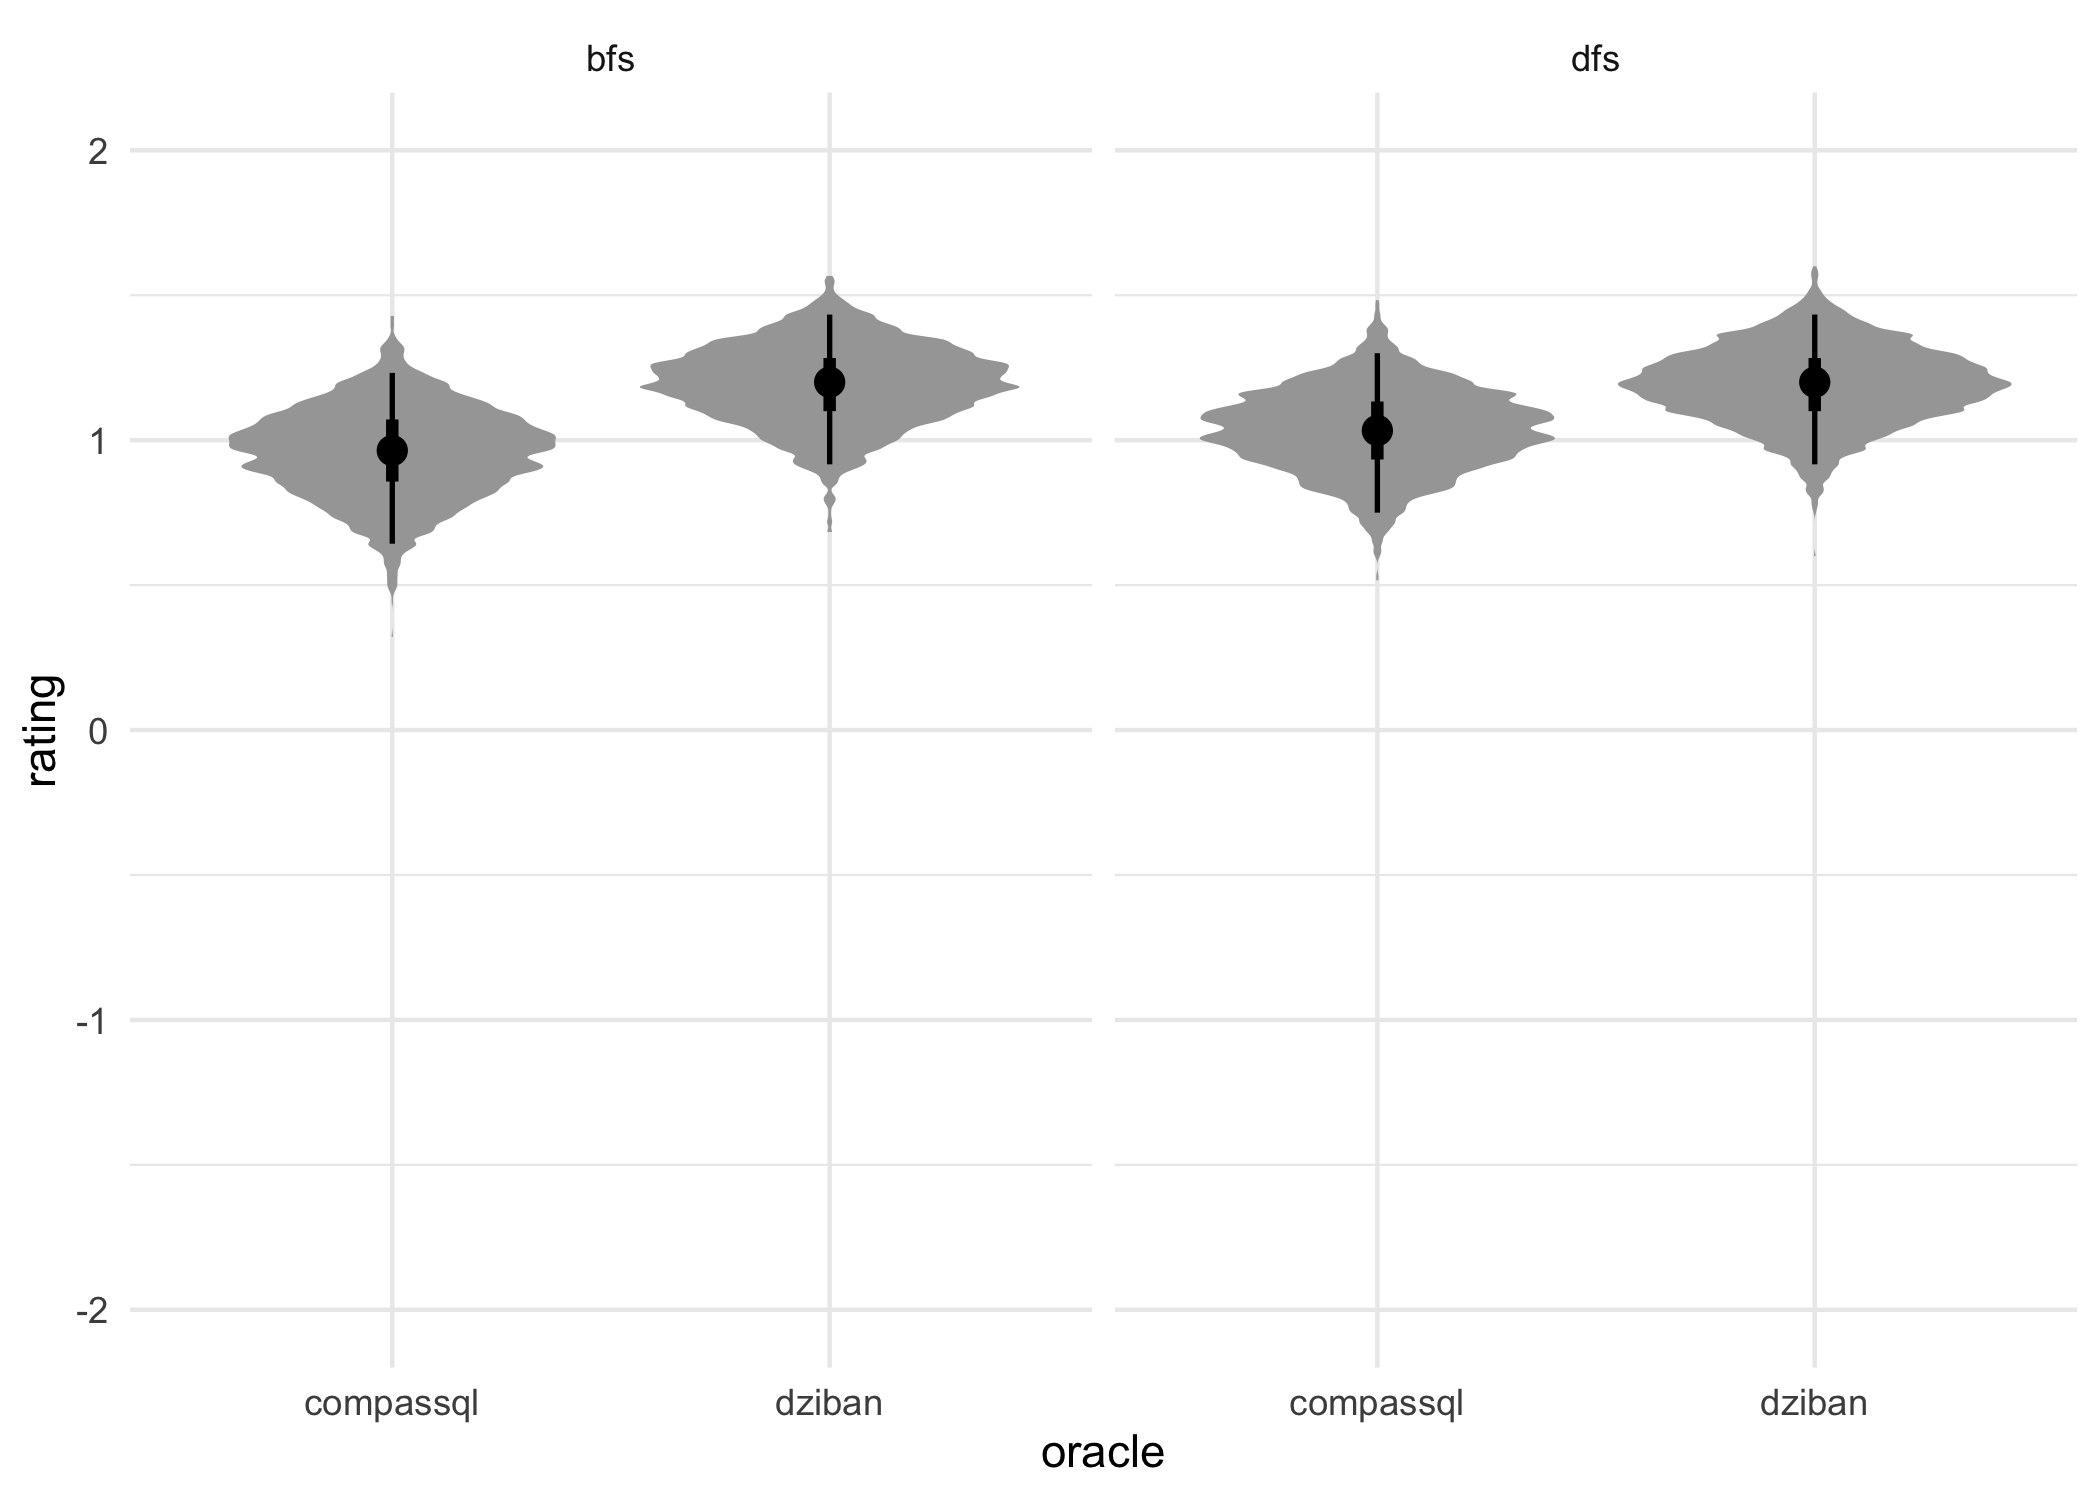 bfs
dfs
2
1
0
-1
-2
rating
compassql
dziban
compassql
dziban
oracle